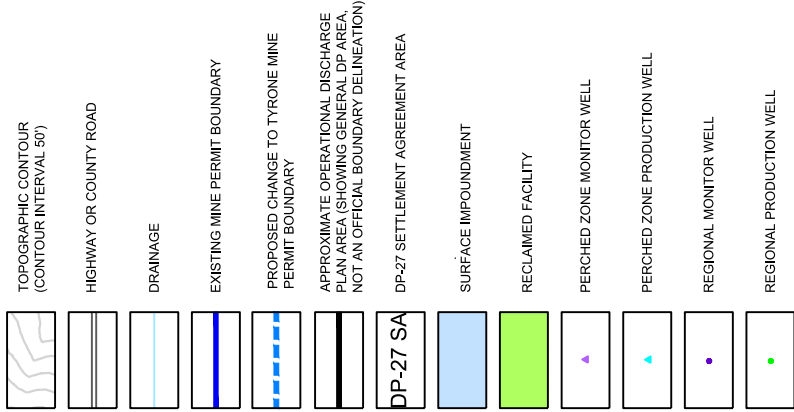 TOPOGRAPHIC CONTOUR
(CONTOUR INTERVAL 50')
HIGHWAY OR COUNTY ROAD
DRAINAGE
EXISTING MINE PERMIT BOUNDARY
PROPOSED CHANGE TO TYRONE MINE
PERMIT BOUNDARY
APPROXIMATE OPERATIONAL DISCHARGE
PLAN AREA (SHOWING GENERAL DP AREA,
NOT AN OFFICIAL BOUNDARY DELINEATION)
DP-27 SA
DP-27 SETTLEMENT AGREEMENT AREA
SURFACE IMPOUNDMENT
RECLAIMED FACILITY
PERCHED ZONE MONITOR WELL
PERCHED ZONE PRODUCTION WELL
REGIONAL MONITOR WELL
REGIONAL PRODUCTION WELL